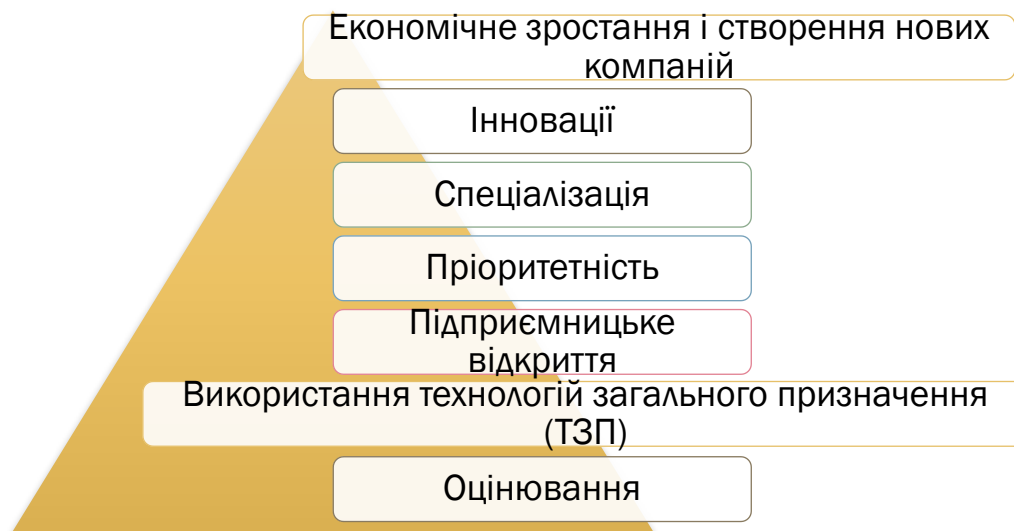 Економічне зростання і створення нових
компаній
Інновації
Спеціалізація
Пріоритетність
Підприємницьке
відкриття
Використання технологій загального призначення
(ТЗП)
Оцінювання